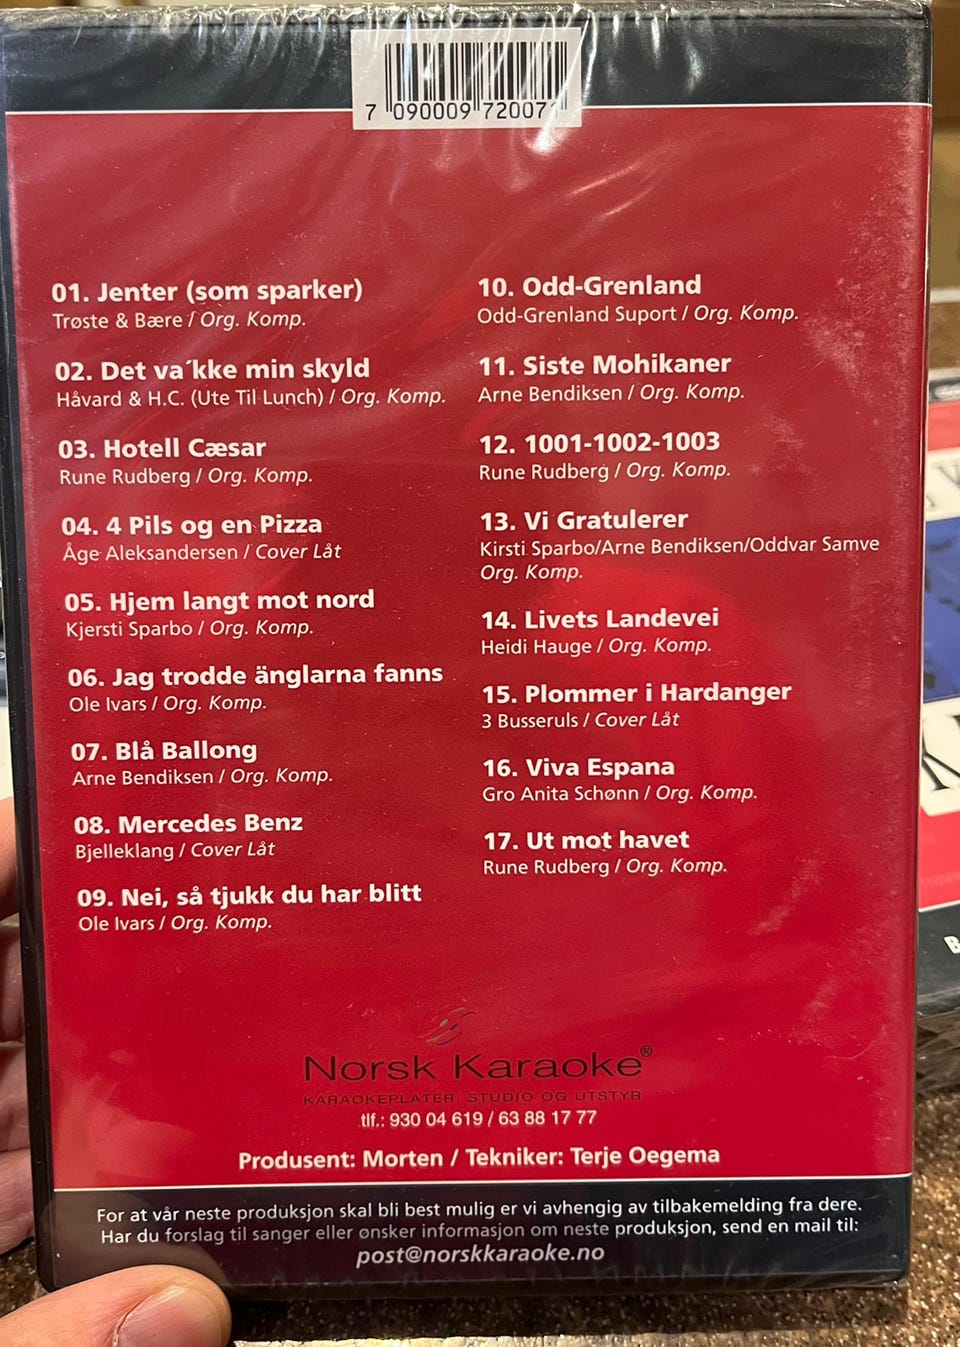 7 090009 72007
01. Jenter (som sparker)
Trøste & Bære / Org. Komp.
02. Det va´kke min skyld
Håvard & H.C. (Ute Til Lunch) / Org. Komp.
03. Hotell Cæsar
Rune Rudberg / Org. Komp.
04. 4 Pils og en Pizza
Åge Aleksandersen / Cover Låt
05. Hjem langt mot nord
Kjersti Sparbo / Org. Komp.
06. Jag trodde änglarna fanns
Ole Ivars / Org. Komp.
07. Blå Ballong
Arne Bendiksen / Org. Komp.
08. Mercedes Benz
Bjelleklang / Cover Låt
09. Nei, så tjukk du har blitt
Ole Ivars / Org. Komp.
10. Odd-Grenland
Odd-Grenland Suport / Org. Komp.
11. Siste Mohikaner
Arne Bendiksen / Org. Komp.
12. 1001-1002-1003
Rune Rudberg / Org. Komp.
13. Vi Gratulerer
Kirsti Sparbo/Arne Bendiksen/Oddvar Samve
Org. Komp.
14. Livets Landevei
Heidi Hauge / Org. Komp.
15. Plommer i Hardanger
3 Busseruls / Cover Låt
16. Viva Espana
Gro Anita Schønn / Org. Komp.
17. Ut mot havet
Rune Rudberg / Org. Komp.
Norsk Karaoke®
KARAOKEPLATER, STUDIO OG UTSTYR
tlf.: 930 04 619 / 63 88 17 77
Produsent: Morten / Tekniker: Terje Oegema
For at vår neste produksjon skal bli best mulig er vi avhengig av tilbakemelding fra dere.
Har du forslag til sanger eller ønsker informasjon om neste produksjon, send en mail til:
post@norskkaraoke.no